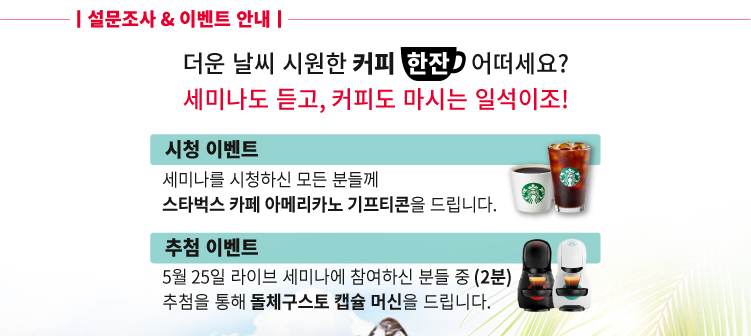 | 설문조사 & 이벤트 안내 |
더운 날씨 시원한 커피 한잔 어떠세요?
세미나도 듣고, 커피도 마시는 일석이조!
시청 이벤트
세미나를 시청하신 모든 분들께
스타벅스 카페 아메리카노 기프티콘을 드립니다.
추첨 이벤트
5월 25일 라이브 세미나에 참여하신 분들 중 (2분)
추첨을 통해 돌체구스토 캡슐 머신을 드립니다.